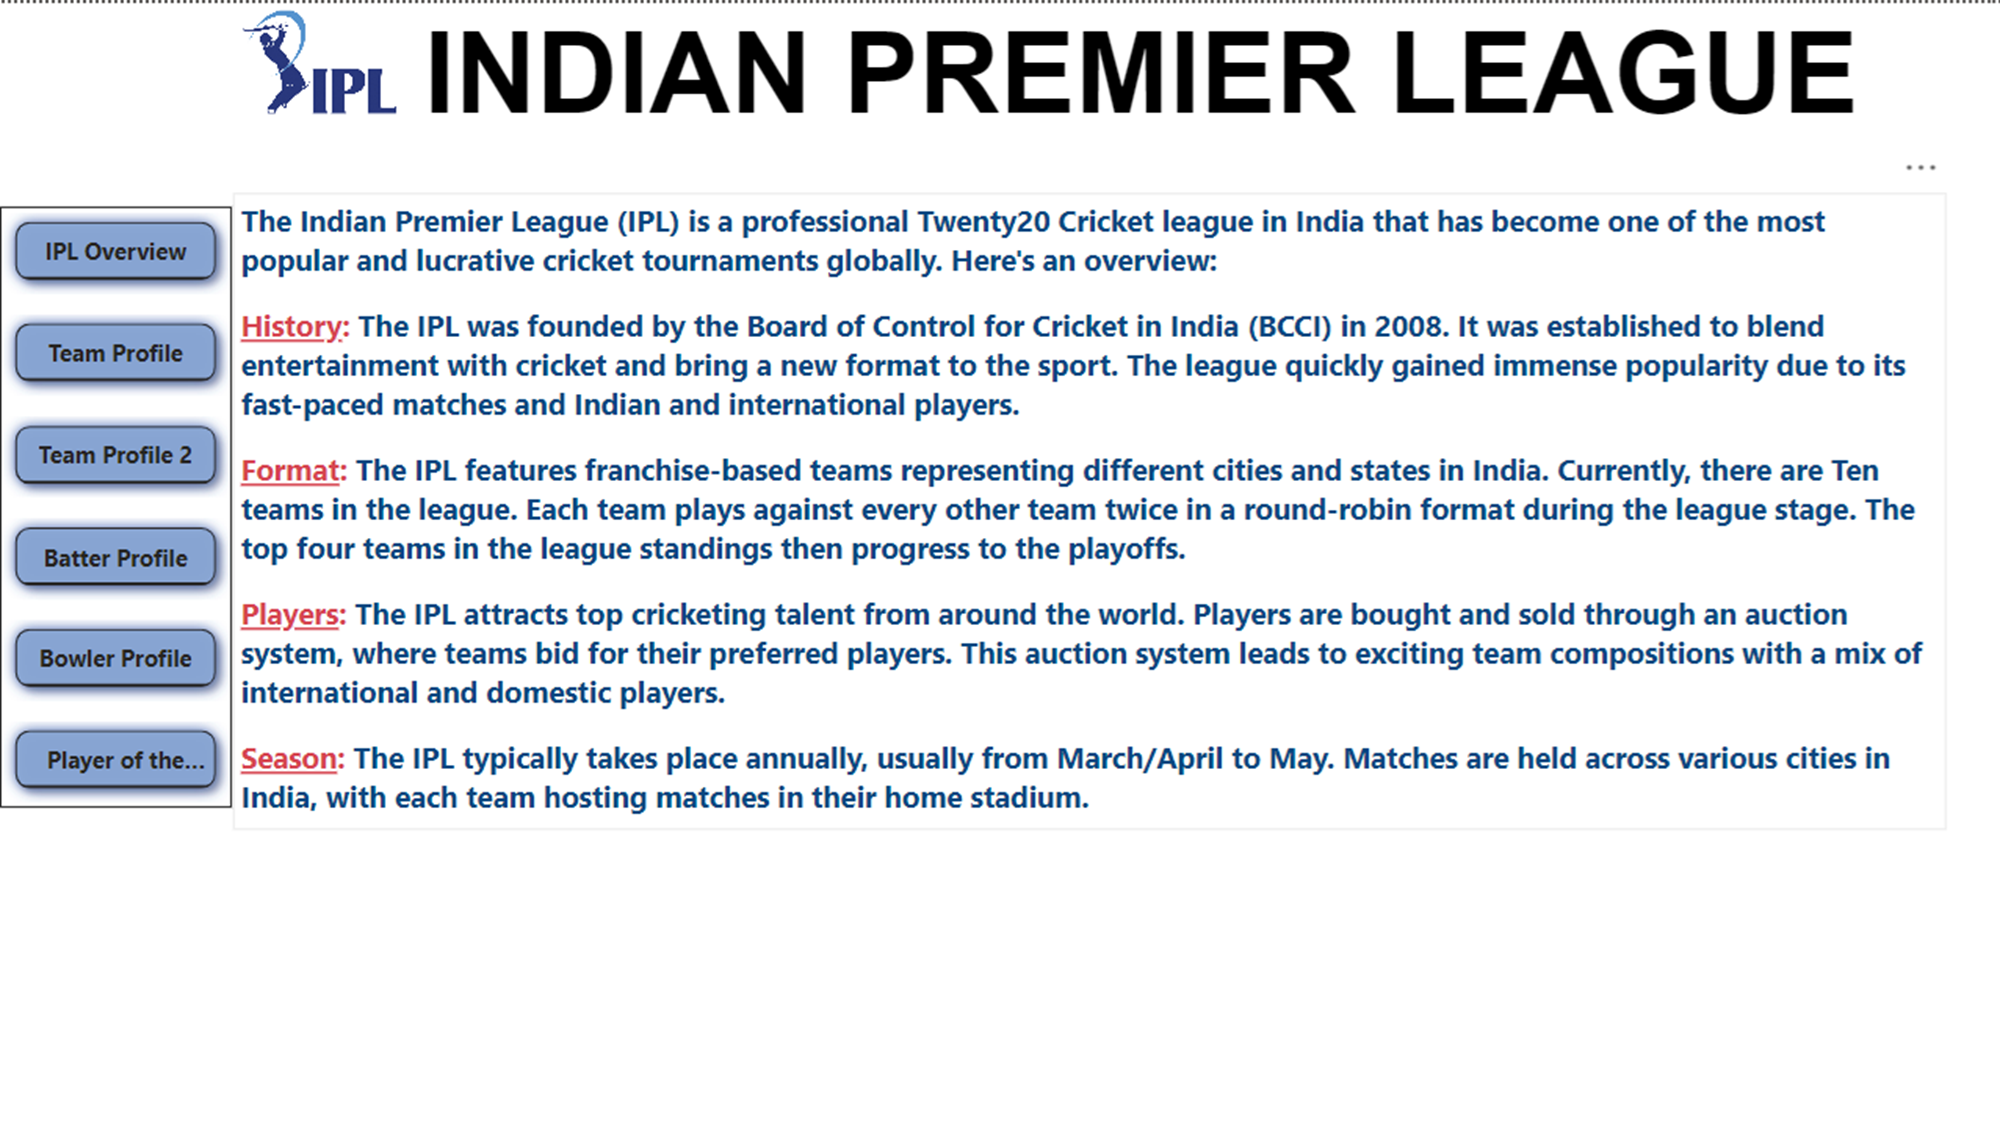 IPL INDIAN PREMIER LEAGUE
IPL Overview
Team Profile
Team Profile 2
Batter Profile
Bowler Profile
Player of the...
The Indian Premier League (IPL) is a professional Twenty20 Cricket league in India that has become one of the most
popular and lucrative cricket tournaments globally. Here's an overview:
History: The IPL was founded by the Board of Control for Cricket in India (BCCI) in 2008. It was established to blend
entertainment with cricket and bring a new format to the sport. The league quickly gained immense popularity due to its
fast-paced matches and Indian and international players.
Format: The IPL features franchise-based teams representing different cities and states in India. Currently, there are Ten
teams in the league. Each team plays against every other team twice in a round-robin format during the league stage. The
top four teams in the league standings then progress to the playoffs.
Players: The IPL attracts top cricketing talent from around the world. Players are bought and sold through an auction
system, where teams bid for their preferred players. This auction system leads to exciting team compositions with a mix of
international and domestic players.
Season: The IPL typically takes place annually, usually from March/April to May. Matches are held across various cities in
India, with each team hosting matches in their home stadium.